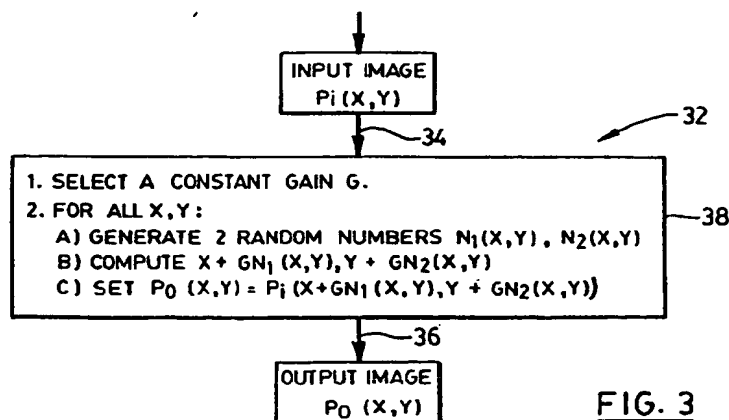 INPUT IMAGE
Pi (X,Y)
34
32
1. SELECT A CONSTANT GAIN G.
2. FOR ALL X,Y:
A) GENERATE 2 RANDOM NUMBERS N₁(X,Y), N₂(X,Y)
B) COMPUTE X + GN₁ (X,Y), Y + GN₂(X,Y)
C) SET P₀ (X,Y) = Pᵢ (X+GN₁ (X,Y), Y + GN₂(X,Y))
38
36
OUTPUT IMAGE
P₀ (X,Y)
FIG. 3